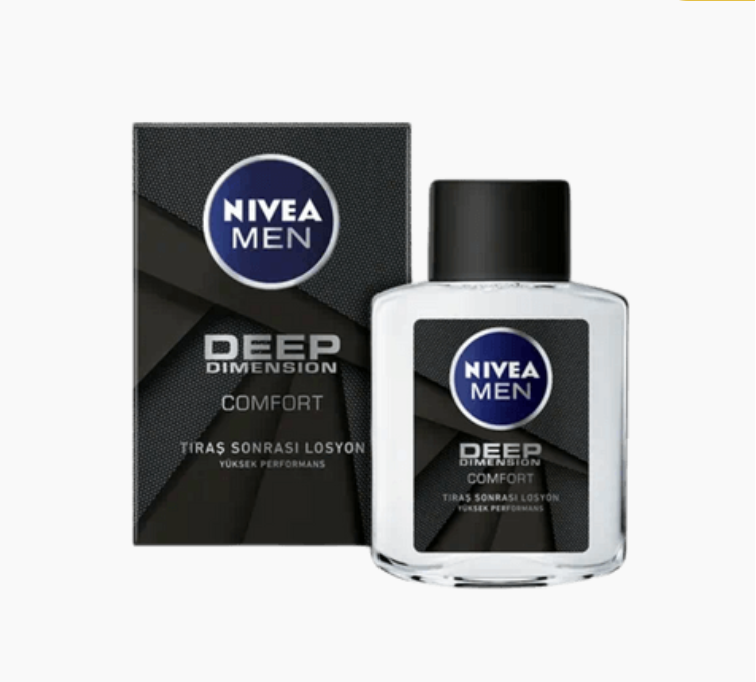 NIVEA
MEN
DEEP
DIMENSION
COMFORT
TIRAŞ SONRASI LOSYON
YÜKSEK PERFORMANS
NIVEA
MEN
DEEP
DIMENSION
COMFORT
TIRAŞ SONRASI LOSYON
YÜKSEK PERFORMANS